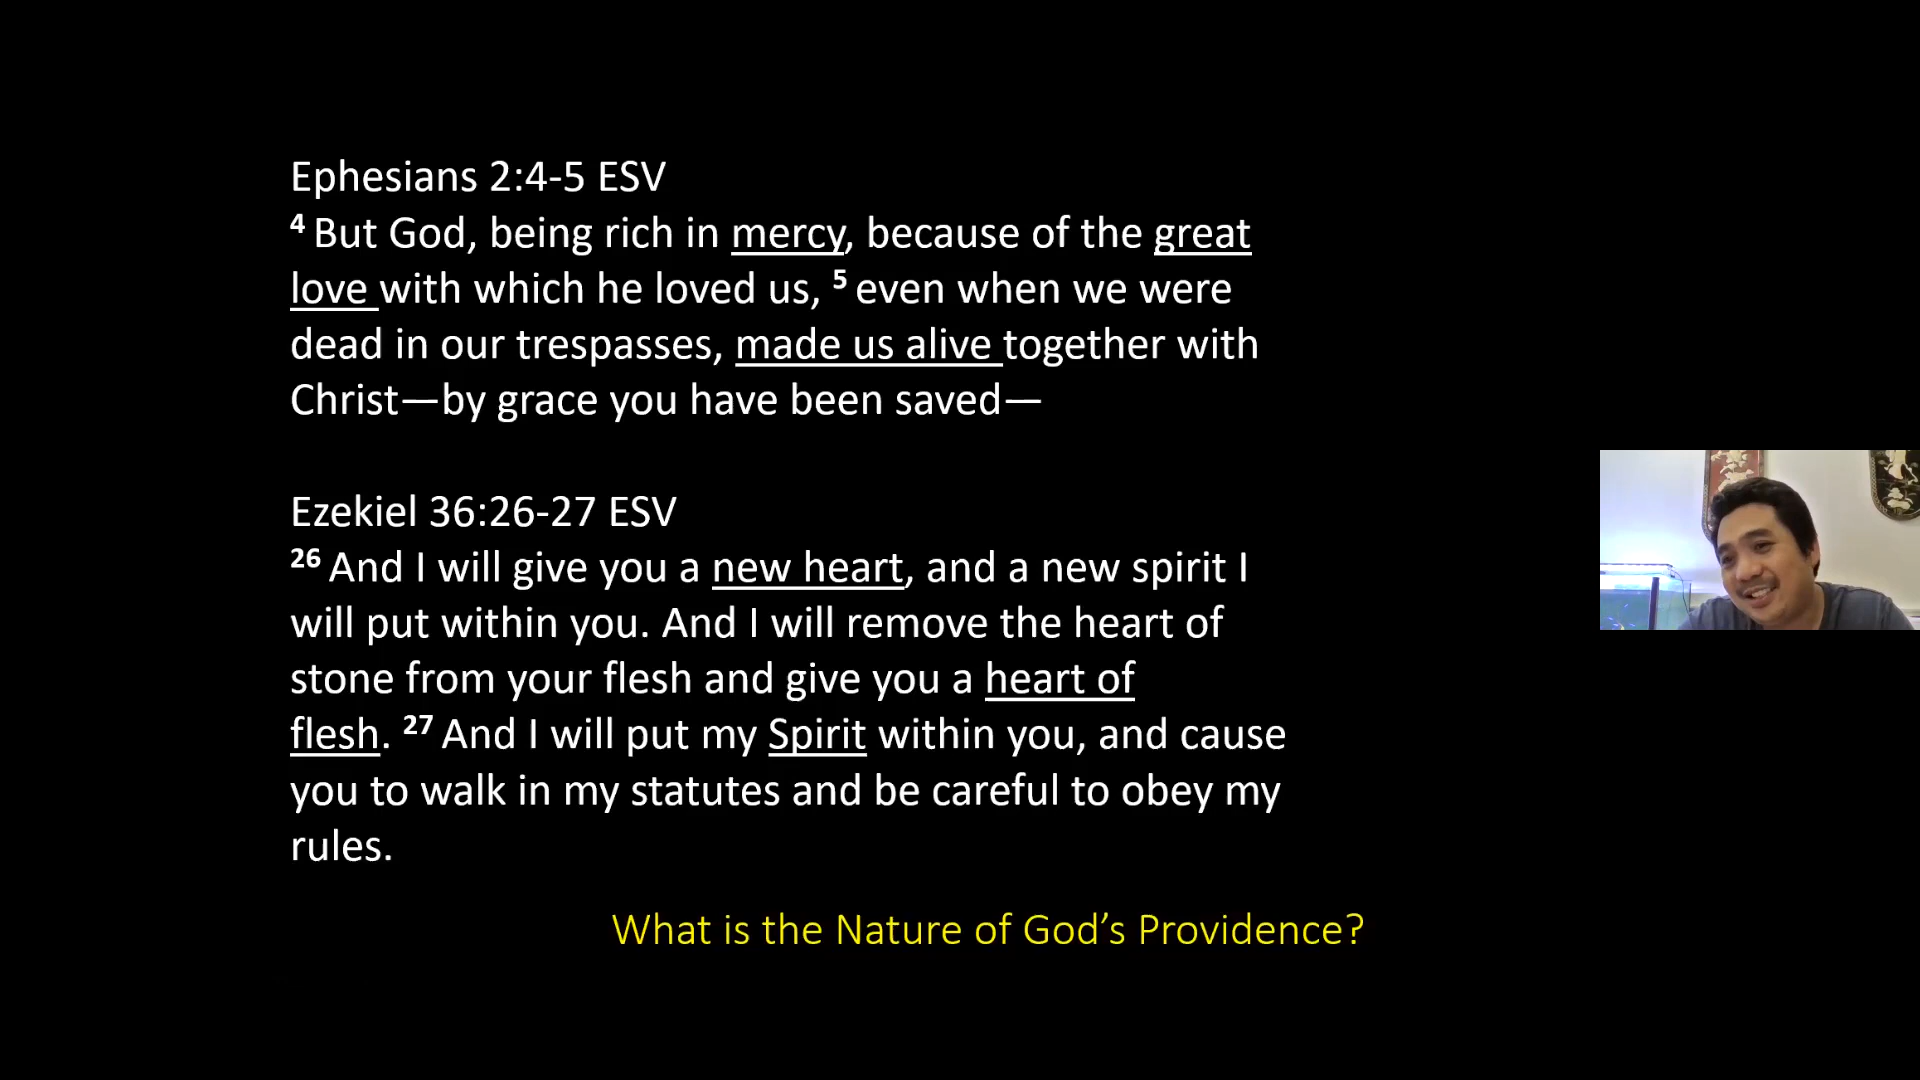 Ephesians 2:4-5 ESV
4 But God, being rich in mercy, because of the great
love with which he loved us, 5 even when we were
dead in our trespasses, made us alive together with
Christ—by grace you have been saved—
Ezekiel 36:26-27 ESV
26 And I will give you a new heart, and a new spirit I
will put within you. And I will remove the heart of
stone from your flesh and give you a heart of
flesh. 27 And I will put my Spirit within you, and cause
you to walk in my statutes and be careful to obey my
rules.
What is the Nature of God’s Providence?